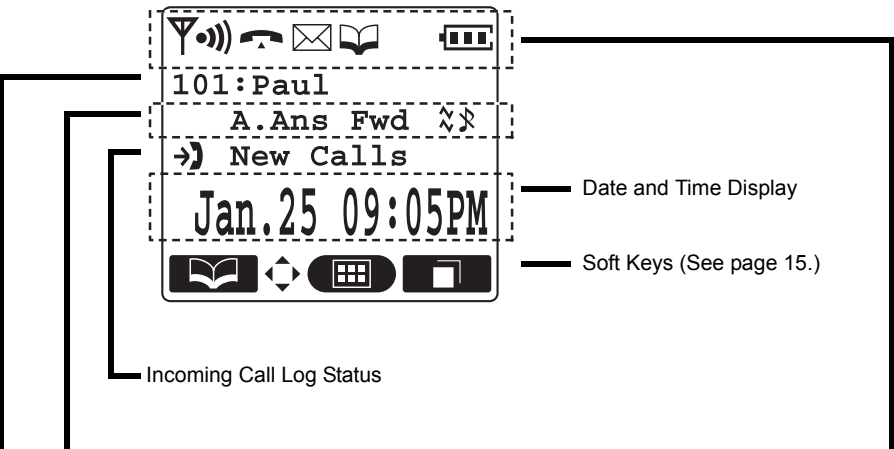 101:Paul
A.Ans Fwd
New Calls
Jan.25 09:05PM
Date and Time Display
Soft Keys (See page 15.)
Incoming Call Log Status